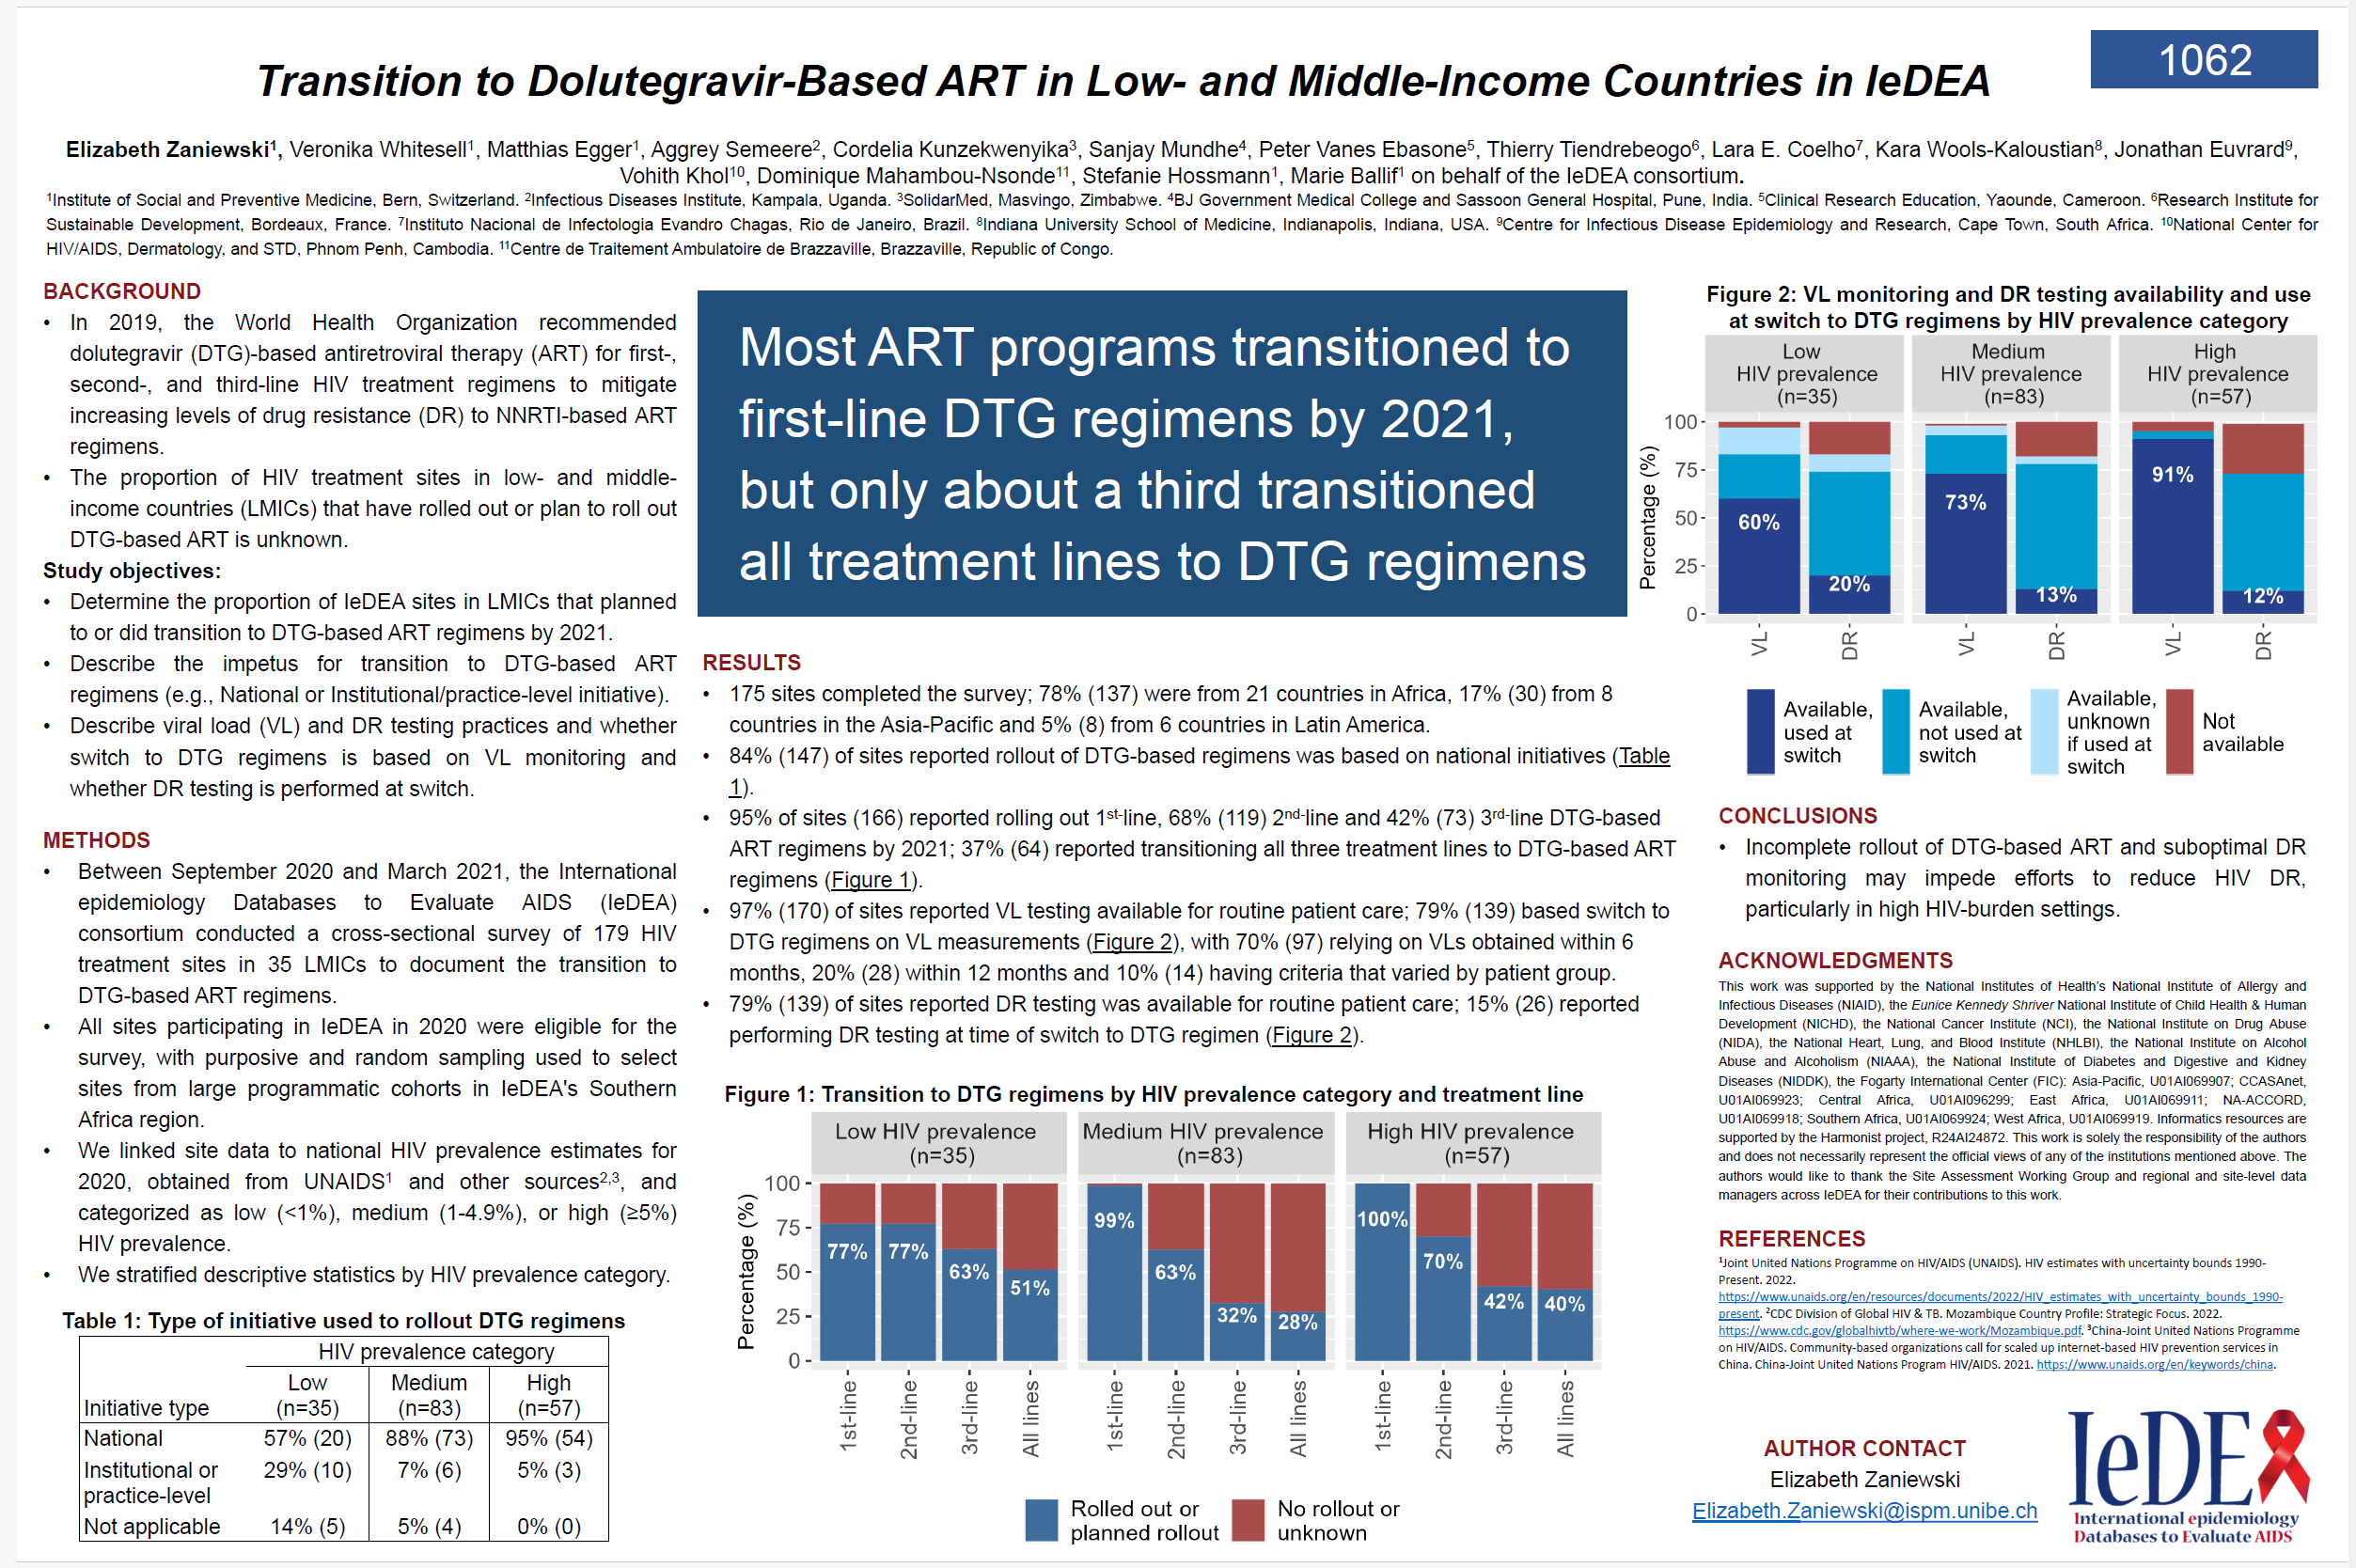 1062
Transition to Dolutegravir-Based ART in Low- and Middle-Income Countries in IeDEA
Elizabeth Zaniewski¹, Veronika Whitesell¹, Matthias Egger¹, Aggrey Semeere², Cordelia Kunzekwenyika³, Sanjay Mundhe⁴, Peter Vanes Ebasone⁵, Thierry Tiendrebeogo⁶, Lara E. Coelho⁷, Kara Wools-Kaloustian⁸, Jonathan Euvrard⁹,
Vohith Khol¹⁰, Dominique Mahambou-Nsonde¹¹, Stefanie Hossmann¹, Marie Ballif¹ on behalf of the IeDEA consortium.
¹Institute of Social and Preventive Medicine, Bern, Switzerland. ²Infectious Diseases Institute, Kampala, Uganda. ³SolidarMed, Masvingo, Zimbabwe. ⁴BJ Government Medical College and Sassoon General Hospital, Pune, India. ⁵Clinical Research Education, Yaounde, Cameroon. ⁶Research Institute for
Sustainable Development, Bordeaux, France. ⁷Instituto Nacional de Infectologia Evandro Chagas, Rio de Janeiro, Brazil. ⁸Indiana University School of Medicine, Indianapolis, Indiana, USA. ⁹Centre for Infectious Disease Epidemiology and Research, Cape Town, South Africa. ¹⁰National Center for
HIV/AIDS, Dermatology, and STD, Phnom Penh, Cambodia. ¹¹Centre de Traitement Ambulatoire de Brazzaville, Brazzaville, Republic of Congo.
BACKGROUND
• In 2019, the World Health Organization recommended
dolutegravir (DTG)-based antiretroviral therapy (ART) for first-,
second-, and third-line HIV treatment regimens to mitigate
increasing levels of drug resistance (DR) to NNRTI-based ART
regimens.
• The proportion of HIV treatment sites in low- and middle-
income countries (LMICs) that have rolled out or plan to roll out
DTG-based ART is unknown.
Study objectives:
• Determine the proportion of IeDEA sites in LMICs that planned
to or did transition to DTG-based ART regimens by 2021.
• Describe the impetus for transition to DTG-based ART
regimens (e.g., National or Institutional/practice-level initiative).
• Describe viral load (VL) and DR testing practices and whether
switch to DTG regimens is based on VL monitoring and
whether DR testing is performed at switch.
METHODS
• Between September 2020 and March 2021, the International
epidemiology Databases to Evaluate AIDS (IeDEA)
consortium conducted a cross-sectional survey of 179 HIV
treatment sites in 35 LMICs to document the transition to
DTG-based ART regimens.
• All sites participating in IeDEA in 2020 were eligible for the
survey, with purposive and random sampling used to select
sites from large programmatic cohorts in IeDEA's Southern
Africa region.
• We linked site data to national HIV prevalence estimates for
2020, obtained from UNAIDS¹ and other sources²,³, and
categorized as low (<1%), medium (1-4.9%), or high (≥5%)
HIV prevalence.
• We stratified descriptive statistics by HIV prevalence category.
Table 1: Type of initiative used to rollout DTG regimens
HIV prevalence category
Low Medium High
Initiative type (n=35) (n=83) (n=57)
National 57% (20) 88% (73) 95% (54)
Institutional or 29% (10) 7% (6) 5% (3)
practice-level
Not applicable 14% (5) 5% (4) 0% (0)
Most ART programs transitioned to
first-line DTG regimens by 2021,
but only about a third transitioned
all treatment lines to DTG regimens
RESULTS
• 175 sites completed the survey; 78% (137) were from 21 countries in Africa, 17% (30) from 8
countries in the Asia-Pacific and 5% (8) from 6 countries in Latin America.
• 84% (147) of sites reported rollout of DTG-based regimens was based on national initiatives (Table
1).
• 95% of sites (166) reported rolling out 1st-line, 68% (119) 2nd-line and 42% (73) 3rd-line DTG-based
ART regimens by 2021; 37% (64) reported transitioning all three treatment lines to DTG-based ART
regimens (Figure 1).
• 97% (170) of sites reported VL testing available for routine patient care; 79% (139) based switch to
DTG regimens on VL measurements (Figure 2), with 70% (97) relying on VLs obtained within 6
months, 20% (28) within 12 months and 10% (14) having criteria that varied by patient group.
• 79% (139) of sites reported DR testing was available for routine patient care; 15% (26) reported
performing DR testing at time of switch to DTG regimen (Figure 2).
Figure 1: Transition to DTG regimens by HIV prevalence category and treatment line
Low HIV prevalence Medium HIV prevalence High HIV prevalence
(n=35) (n=83) (n=57)
Percentage (%)
100
75
50
25
0
77% 77% 63% 51%
99% 63% 32% 28%
100% 70% 42% 40%
1st-line 2nd-line 3rd-line All lines 1st-line 2nd-line 3rd-line All lines 1st-line 2nd-line 3rd-line All lines
Rolled out or No rollout or
planned rollout unknown
Figure 2: VL monitoring and DR testing availability and use
at switch to DTG regimens by HIV prevalence category
Low Medium High
HIV prevalence HIV prevalence HIV prevalence
(n=35) (n=83) (n=57)
Percentage (%)
100
75
50
25
0
60% 20% 73% 13% 91% 12%
VL DR VL DR VL DR
Available,
used at
switch
Available,
not used at
switch
Available,
unknown
if used at
switch
Not
available
CONCLUSIONS
• Incomplete rollout of DTG-based ART and suboptimal DR
monitoring may impede efforts to reduce HIV DR,
particularly in high HIV-burden settings.
ACKNOWLEDGMENTS
This work was supported by the National Institutes of Health's National Institute of Allergy and
Infectious Diseases (NIAID), the Eunice Kennedy Shriver National Institute of Child Health & Human
Development (NICHD), the National Cancer Institute (NCI), the National Institute on Drug Abuse
(NIDA), the National Heart, Lung, and Blood Institute (NHLBI), the National Institute on Alcohol
Abuse and Alcoholism (NIAAA), the National Institute of Diabetes and Digestive and Kidney
Diseases (NIDDK), the Fogarty International Center (FIC): Asia-Pacific, U01AI069907; CCASAnet,
U01AI069923; Central Africa, U01AI096299; East Africa, U01AI069911; NA-ACCORD,
U01AI069918; Southern Africa, U01AI069924; West Africa, U01AI069919. Informatics resources are
supported by the Harmonist project, R24AI24872. This work is solely the responsibility of the authors
and does not necessarily represent the official views of any of the institutions mentioned above. The
authors would like to thank the Site Assessment Working Group and regional and site-level data
managers across IeDEA for their contributions to this work.
REFERENCES
¹Joint United Nations Programme on HIV/AIDS (UNAIDS). HIV estimates with uncertainty bounds 1990-
Present. 2022.
https://www.unaids.org/en/resources/documents/2022/HIV_estimates_with_uncertainty_bounds_1990-
present. ²CDC Division of Global HIV & TB. Mozambique Country Profile: Strategic Focus. 2022.
https://www.cdc.gov/globalhivtb/where-we-work/Mozambique.pdf. ³China-Joint United Nations Programme
on HIV/AIDS. Community-based organizations call for scaled up internet-based HIV prevention services in
China. China-Joint United Nations Program HIV/AIDS. 2021. https://www.unaids.org/en/keywords/china.
AUTHOR CONTACT
Elizabeth Zaniewski
Elizabeth.Zaniewski@ispm.unibe.ch
IeDEA
International epidemiology
Databases to Evaluate AIDS